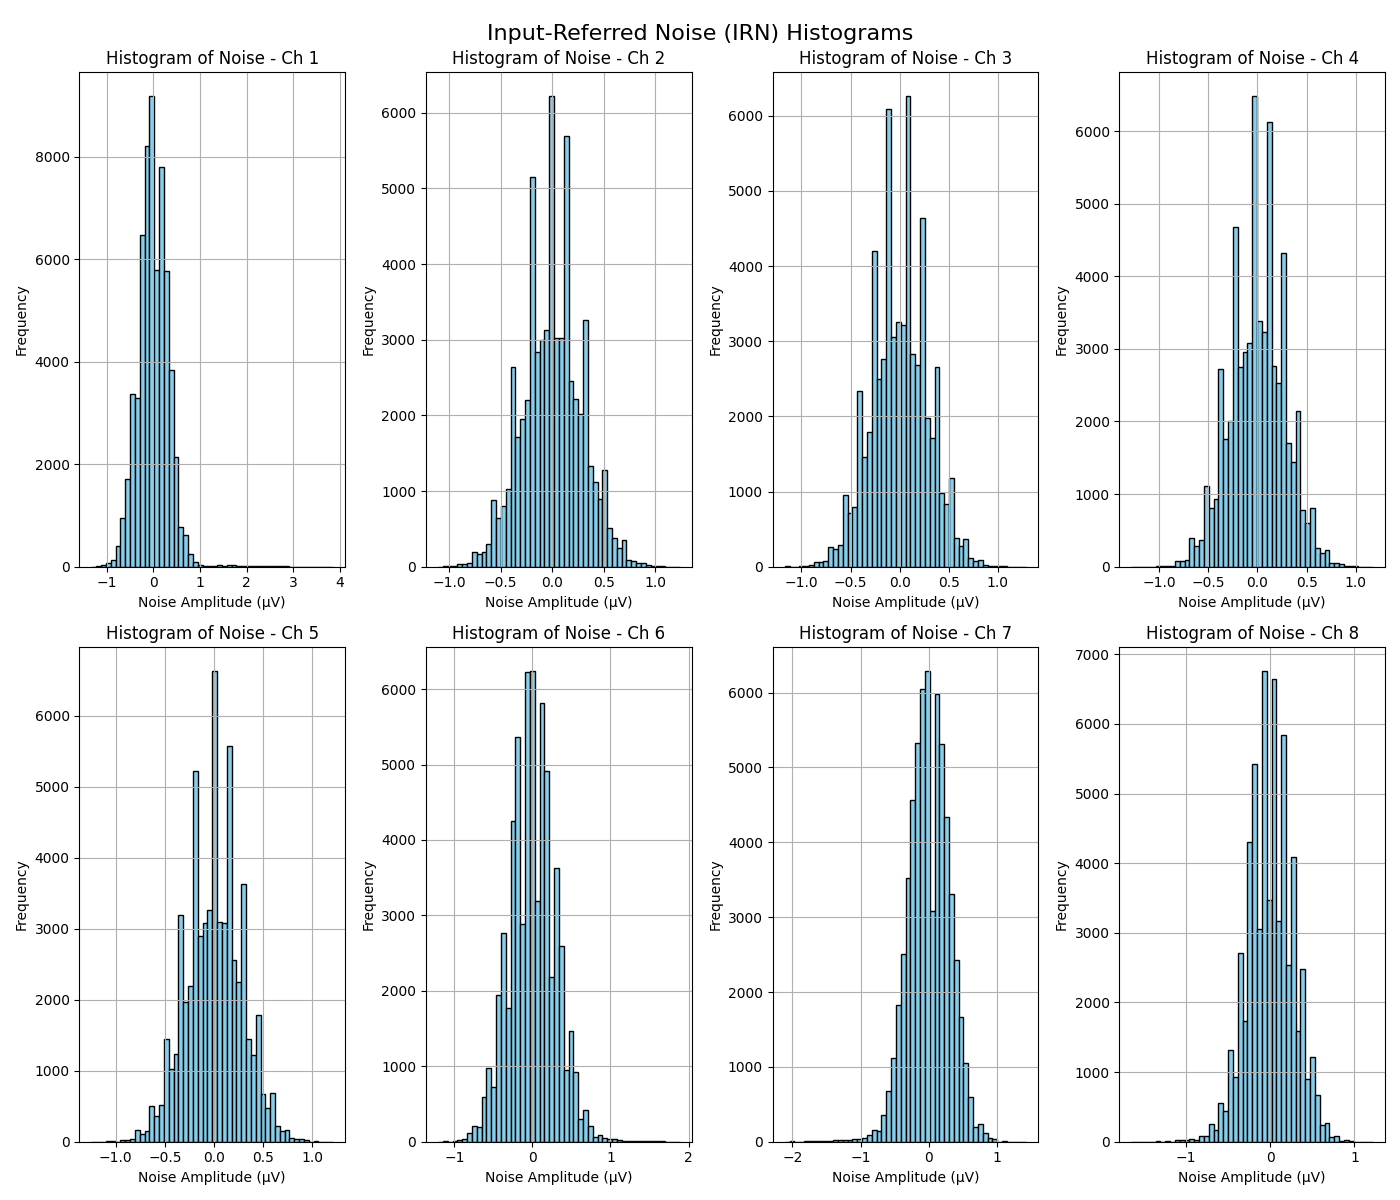 Input-Referred Noise (IRN) Histograms
Histogram of Noise - Ch 1
Frequency
8000
6000
4000
2000
0
−1 0 1 2 3 4
Noise Amplitude (µV)
Histogram of Noise - Ch 2
Frequency
6000
5000
4000
3000
2000
1000
0
−1.0 −0.5 0.0 0.5 1.0
Noise Amplitude (µV)
Histogram of Noise - Ch 3
Frequency
6000
5000
4000
3000
2000
1000
0
−1.0 −0.5 0.0 0.5 1.0
Noise Amplitude (µV)
Histogram of Noise - Ch 4
Frequency
6000
5000
4000
3000
2000
1000
0
−1.0 −0.5 0.0 0.5 1.0
Noise Amplitude (µV)
Histogram of Noise - Ch 5
Frequency
6000
5000
4000
3000
2000
1000
0
−1.0 −0.5 0.0 0.5 1.0
Noise Amplitude (µV)
Histogram of Noise - Ch 6
Frequency
6000
5000
4000
3000
2000
1000
0
−1 0 1 2
Noise Amplitude (µV)
Histogram of Noise - Ch 7
Frequency
6000
5000
4000
3000
2000
1000
0
−2 −1 0 1
Noise Amplitude (µV)
Histogram of Noise - Ch 8
Frequency
7000
6000
5000
4000
3000
2000
1000
0
−1 0 1
Noise Amplitude (µV)